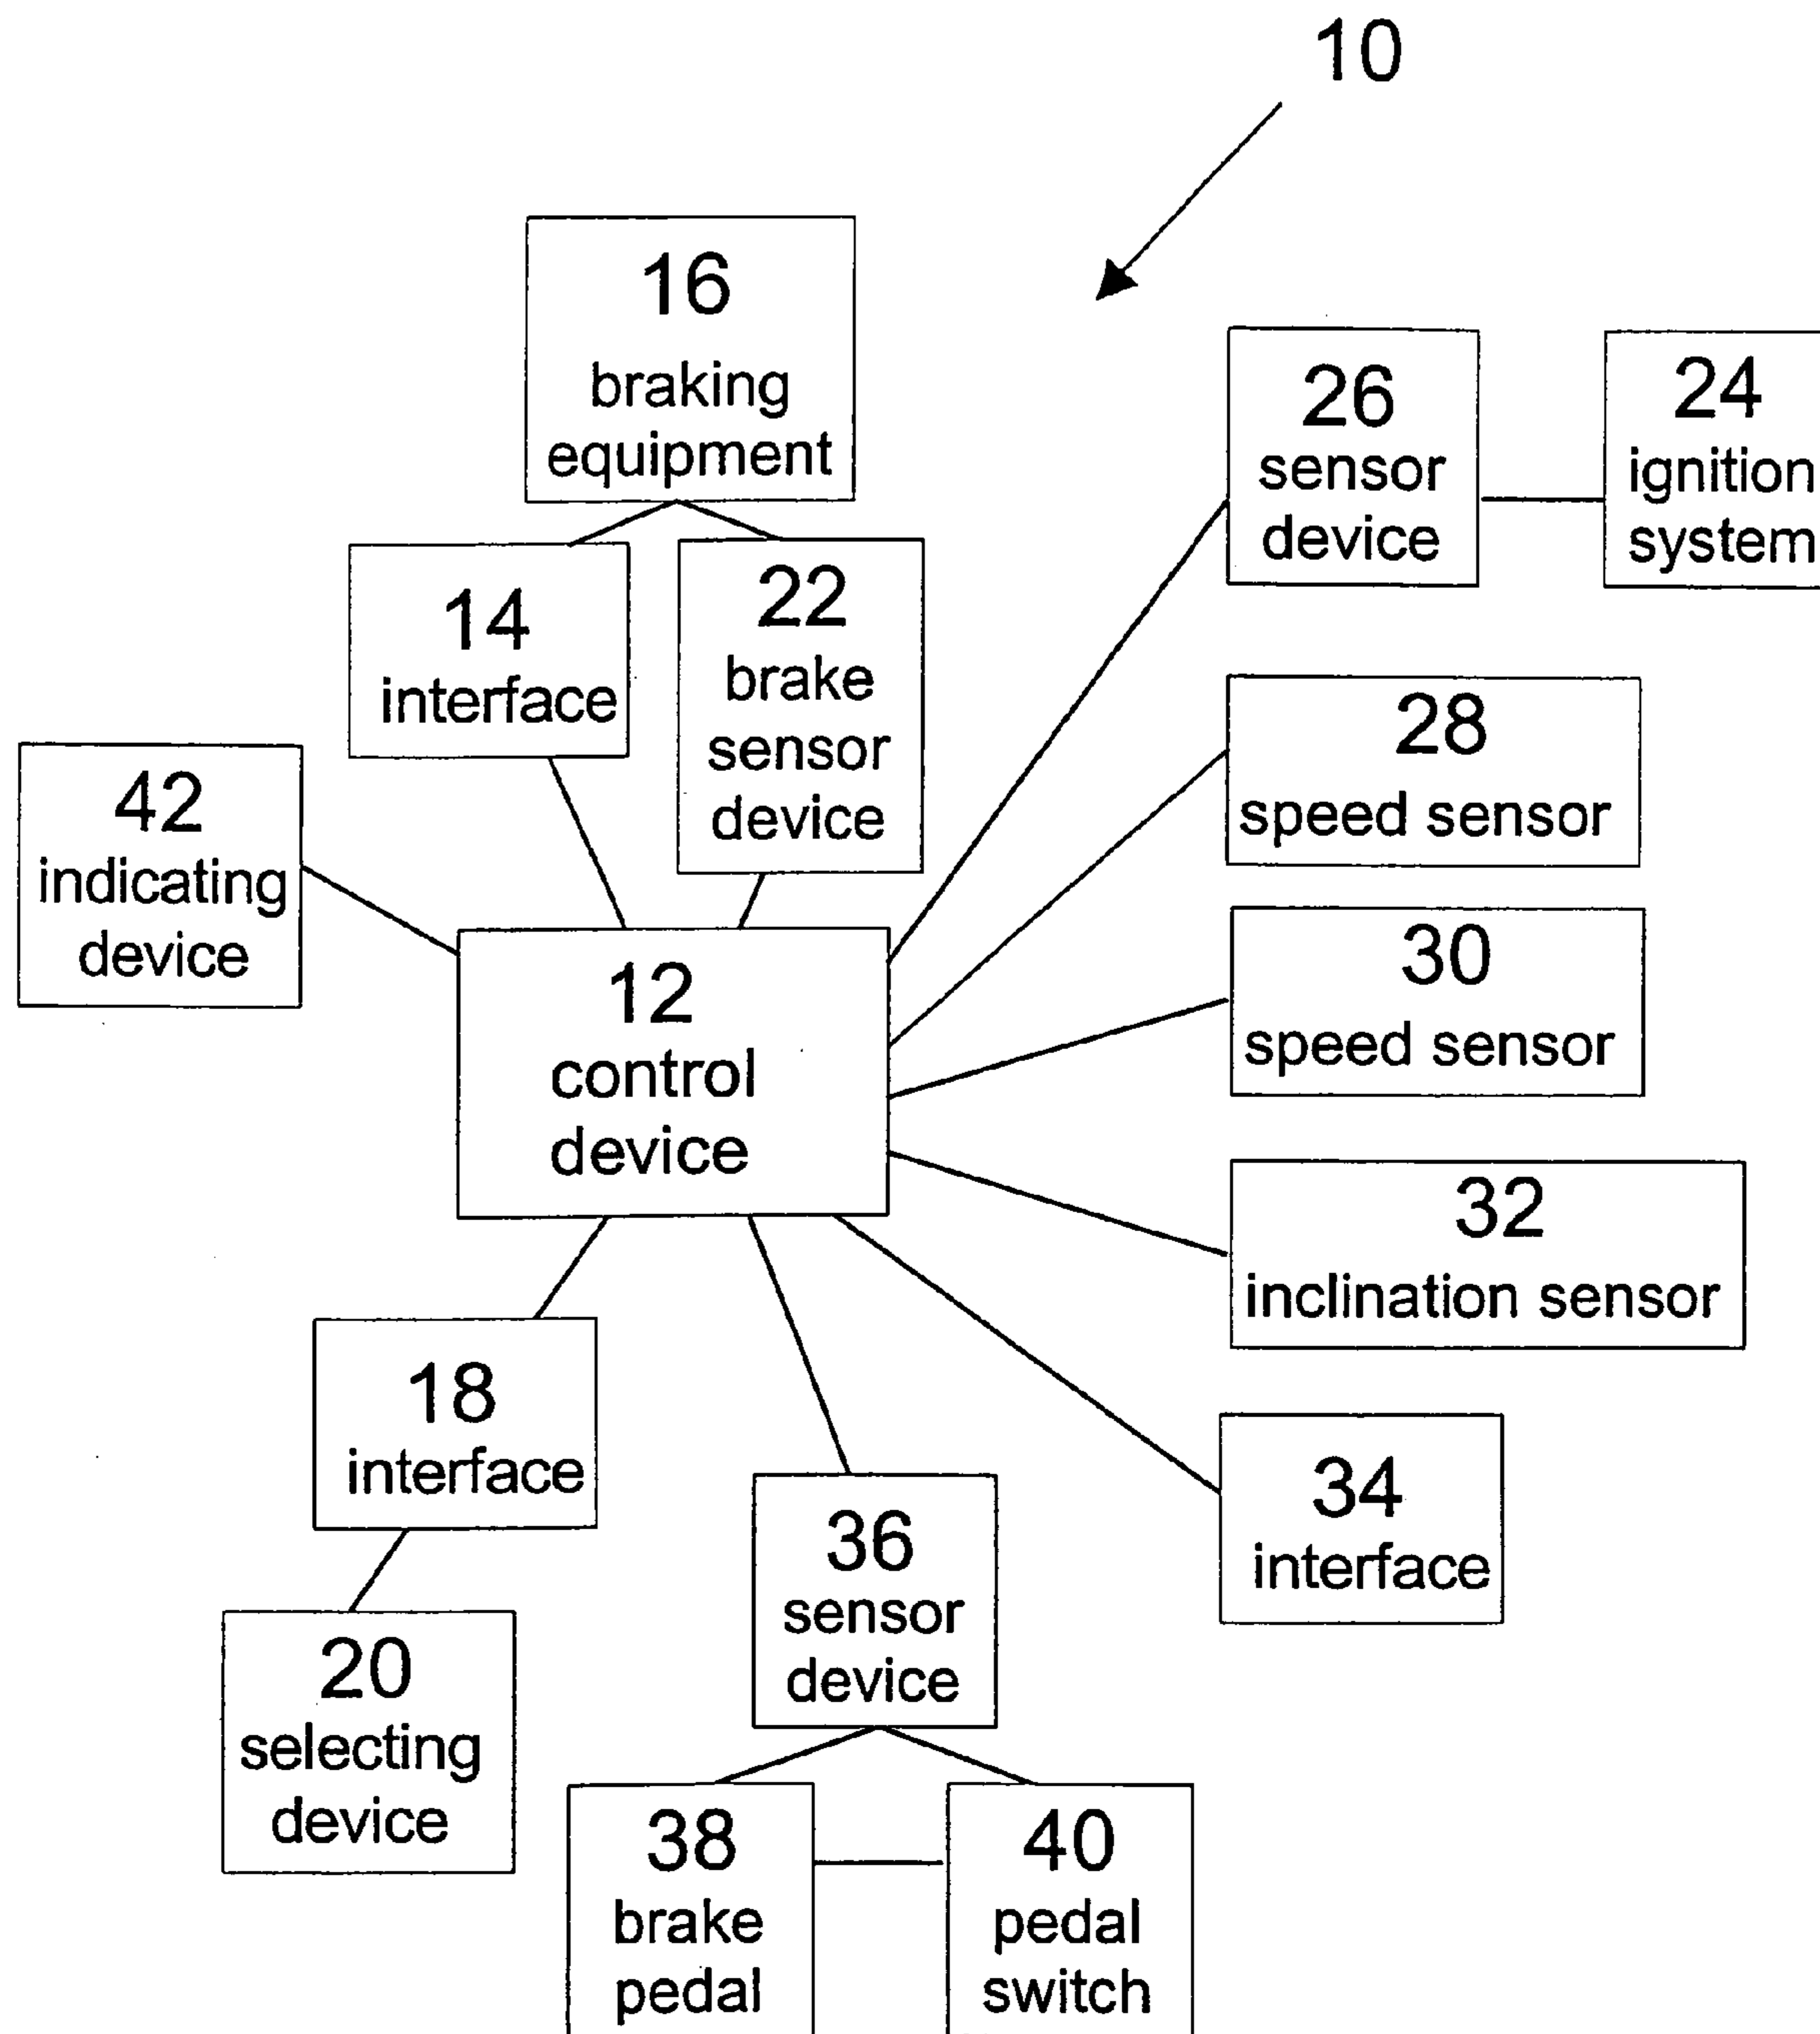 10
16
braking
equipment
26
sensor
device
24
ignition
system
14
interface
22
brake
sensor
device
28
speed sensor
42
indicating
device
30
speed sensor
12
control
device
32
inclination sensor
18
interface
34
interface
36
sensor
device
20
selecting
device
38
brake
pedal
40
pedal
switch